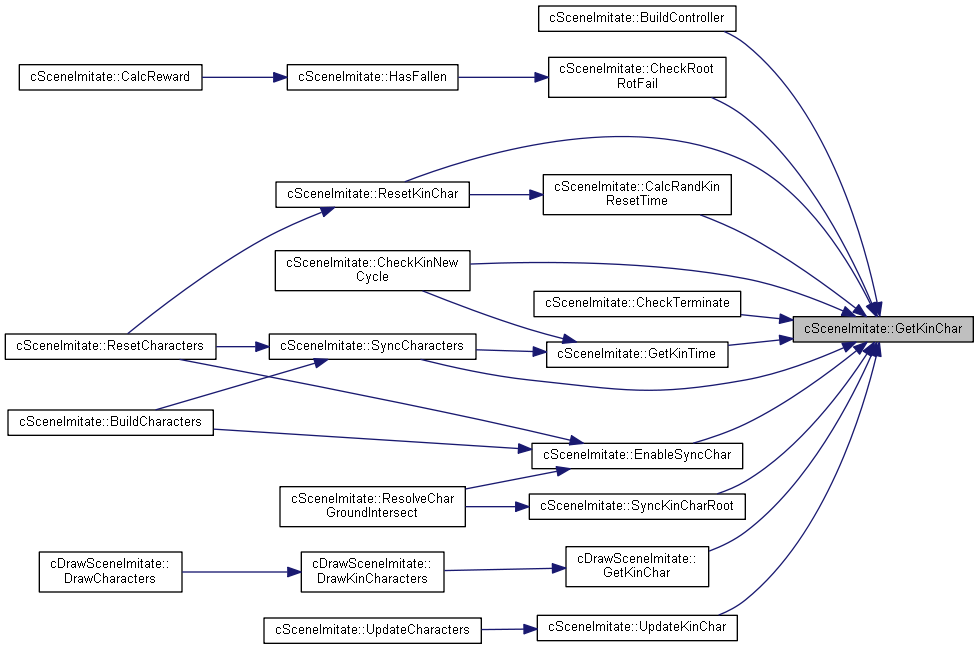 cSceneImitate::BuildController
cSceneImitate::CalcReward
cSceneImitate::HasFallen
cSceneImitate::CheckRoot
RotFail
cSceneImitate::ResetKinChar
cSceneImitate::CalcRandKin
ResetTime
cSceneImitate::CheckKinNew
Cycle
cSceneImitate::CheckTerminate
cSceneImitate::GetKinChar
cSceneImitate::ResetCharacters
cSceneImitate::SyncCharacters
cSceneImitate::GetKinTime
cSceneImitate::BuildCharacters
cSceneImitate::EnableSyncChar
cSceneImitate::ResolveChar
GroundIntersect
cSceneImitate::SyncKinCharRoot
cDrawSceneImitate::
DrawCharacters
cDrawSceneImitate::
DrawKinCharacters
cDrawSceneImitate::
GetKinChar
cSceneImitate::UpdateCharacters
cSceneImitate::UpdateKinChar